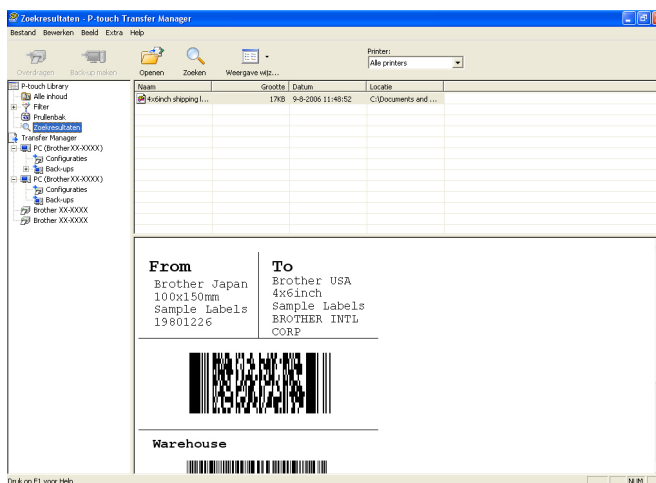 Zoekresultaten - P-touch Transfer Manager
Bestand Bewerken Beeld Extra Help
Overdragen Back-up maken Openen Zoeken Weergave wijz...
Printer:
Alle printers
P-touch Library
Alle inhoud
Filter
Prullenbak
Zoekresultaten
Transfer Manager
PC (Brother XX-XXXX)
Configuraties
Back-ups
PC (Brother XX-XXXX)
Configuraties
Back-ups
Brother XX-XXXX
Brother XX-XXXX
Naam Grootte Datum Locatie
4x6inch shipping l... 17KB 9-8-2006 11:48:52 C:\Documents and ...
From
Brother Japan
100x150mm
Sample Labels
19801226
To
Brother USA
4x6inch
Sample Labels
BROTHER INTL
CORP
Warehouse
Druk op F1 voor Help
NUM